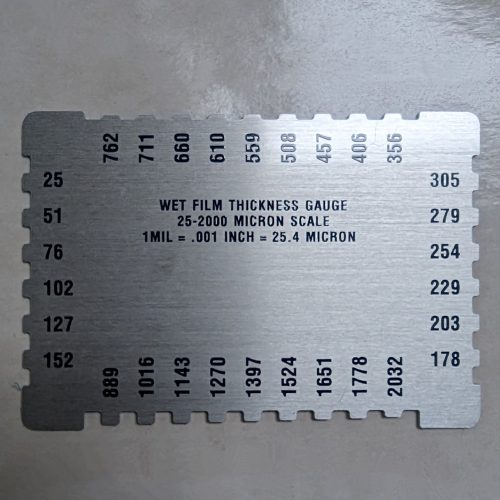 762 711 660 610 559 508 457 406 356
25 305
51 279
76 254
102 229
127 203
152 178
WET FILM THICKNESS GAUGE
25-2000 MICRON SCALE
1MIL = .001 INCH = 25.4 MICRON
889 1016 1143 1270 1397 1524 1651 1778 2032